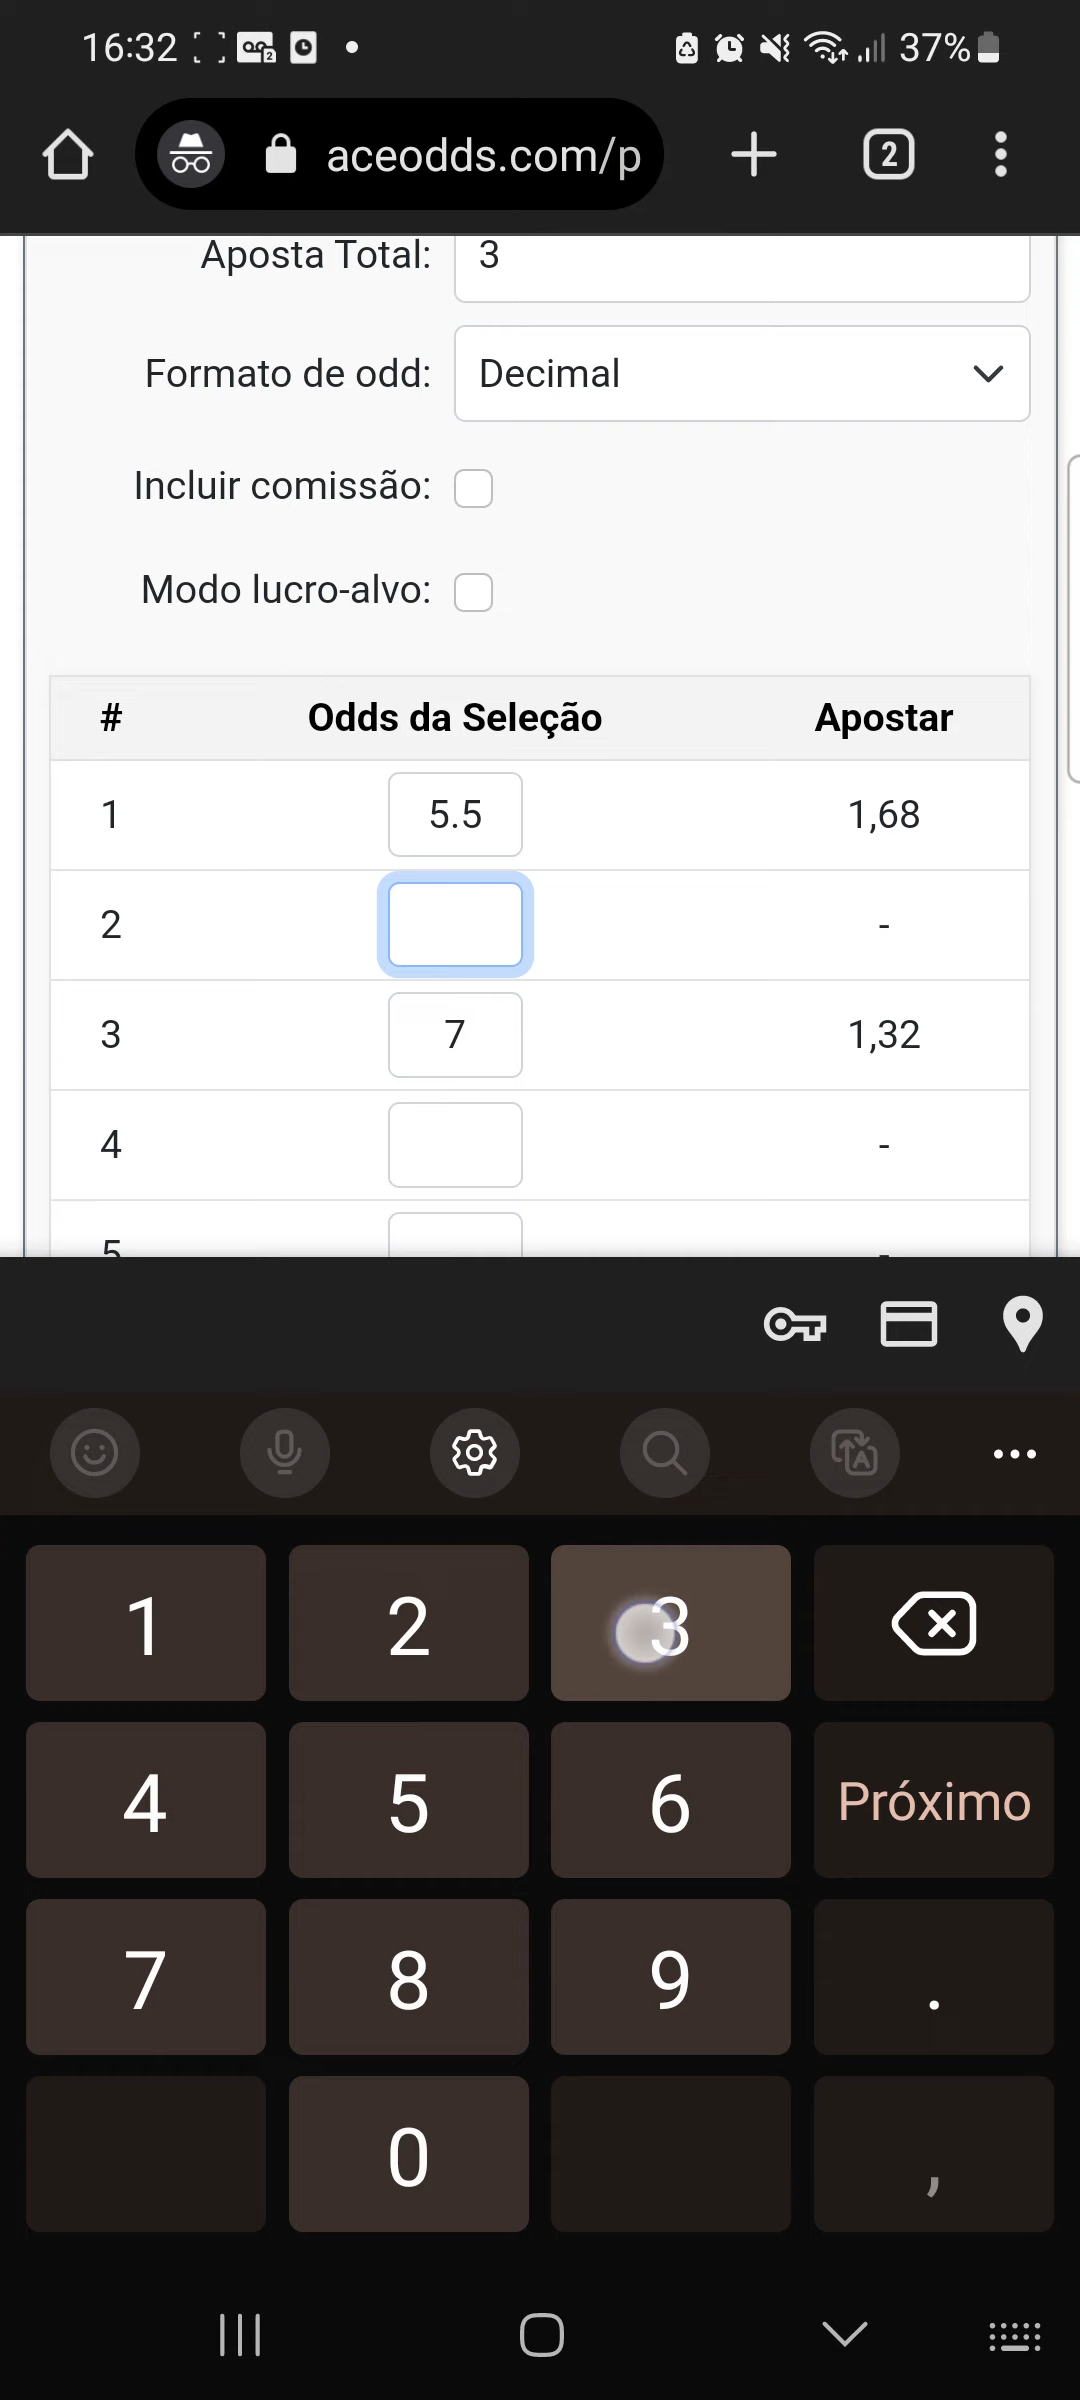 16:32 37%
aceodds.com/p 2
Aposta Total: 3
Formato de odd: Decimal
Incluir comissão:
Modo lucro-alvo:
# Odds da Seleção Apostar
1 5.5 1,68
2 -
3 7 1,32
4 -
5 -
1 2 3
4 5 6 Próximo
7 8 9 .
0 ,